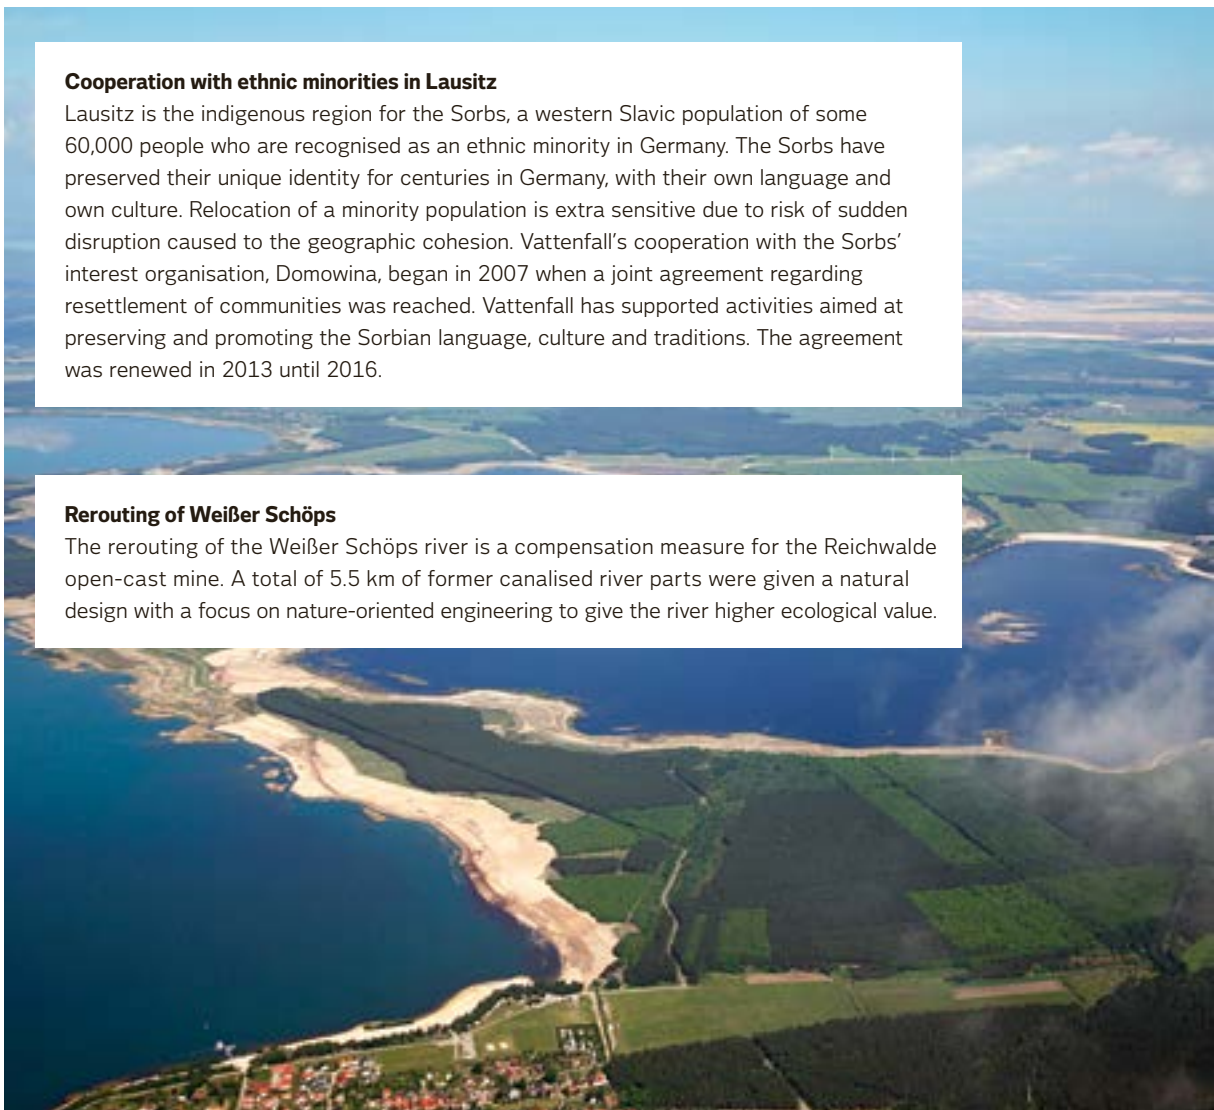 Cooperation with ethnic minorities in Lausitz
Lausitz is the indigenous region for the Sorbs, a western Slavic population of some
60,000 people who are recognised as an ethnic minority in Germany. The Sorbs have
preserved their unique identity for centuries in Germany, with their own language and
own culture. Relocation of a minority population is extra sensitive due to risk of sudden
disruption caused to the geographic cohesion. Vattenfall’s cooperation with the Sorbs’
interest organisation, Domowina, began in 2007 when a joint agreement regarding
resettlement of communities was reached. Vattenfall has supported activities aimed at
preserving and promoting the Sorbian language, culture and traditions. The agreement
was renewed in 2013 until 2016.
Rerouting of Weißer Schöps
The rerouting of the Weißer Schöps river is a compensation measure for the Reichwalde
open-cast mine. A total of 5.5 km of former canalised river parts were given a natural
design with a focus on nature-oriented engineering to give the river higher ecological value.